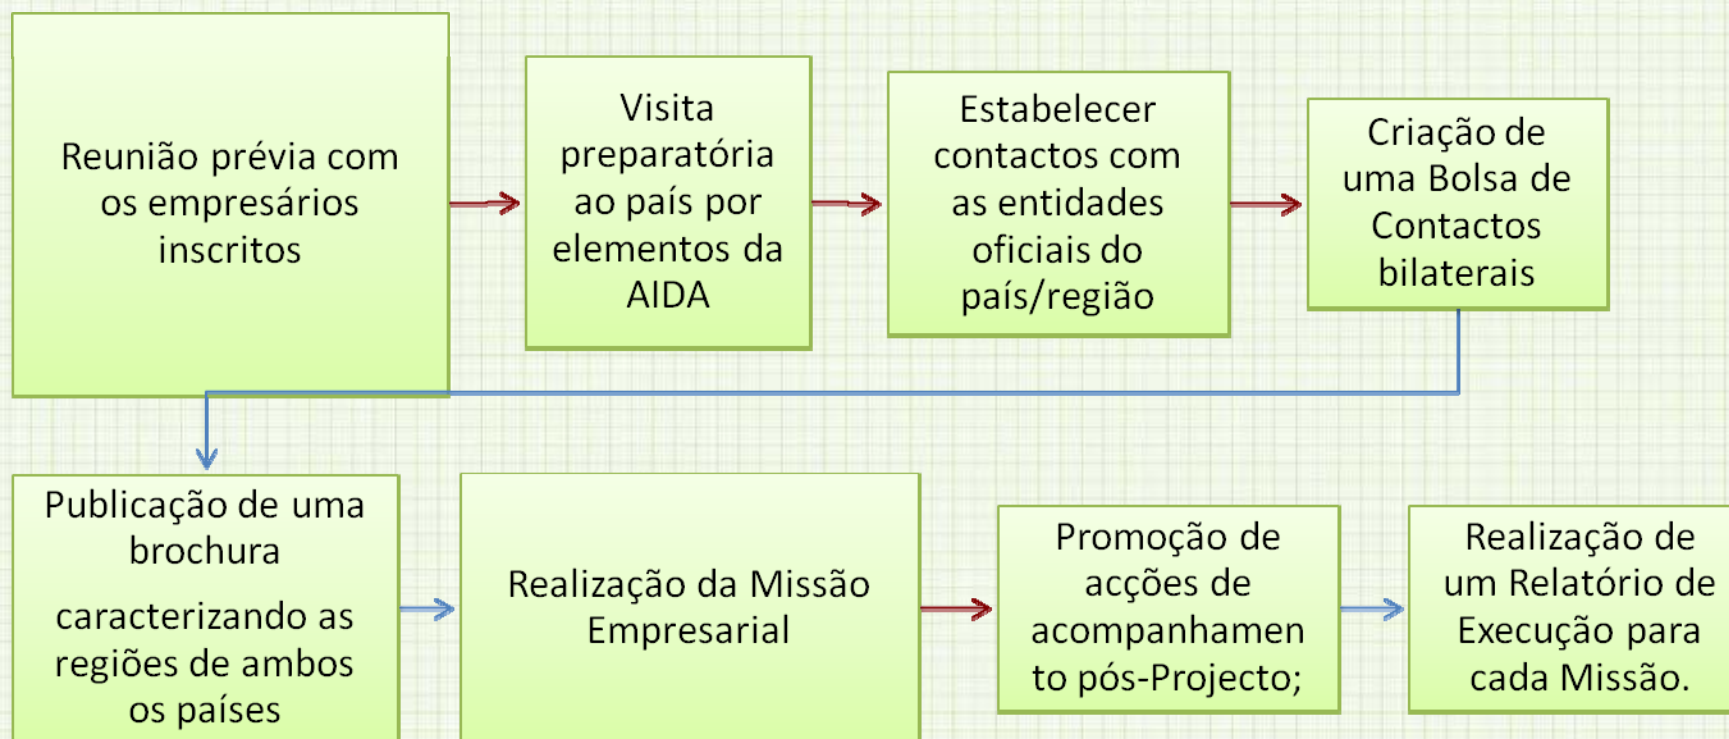 Reunião prévia com
os empresários
inscritos
Visita
preparatória
ao país por
elementos da
AIDA
Estabelecer
contactos com
as entidades
oficiais do
país/região
Criação de
uma Bolsa de
Contactos
bilaterais
Publicação de uma
brochura
caracterizando as
regiões de ambos
os países
Realização da Missão
Empresarial
Promoção de
acções de
acompanhamen
to pós-Projecto;
Realização de
um Relatório de
Execução para
cada Missão.